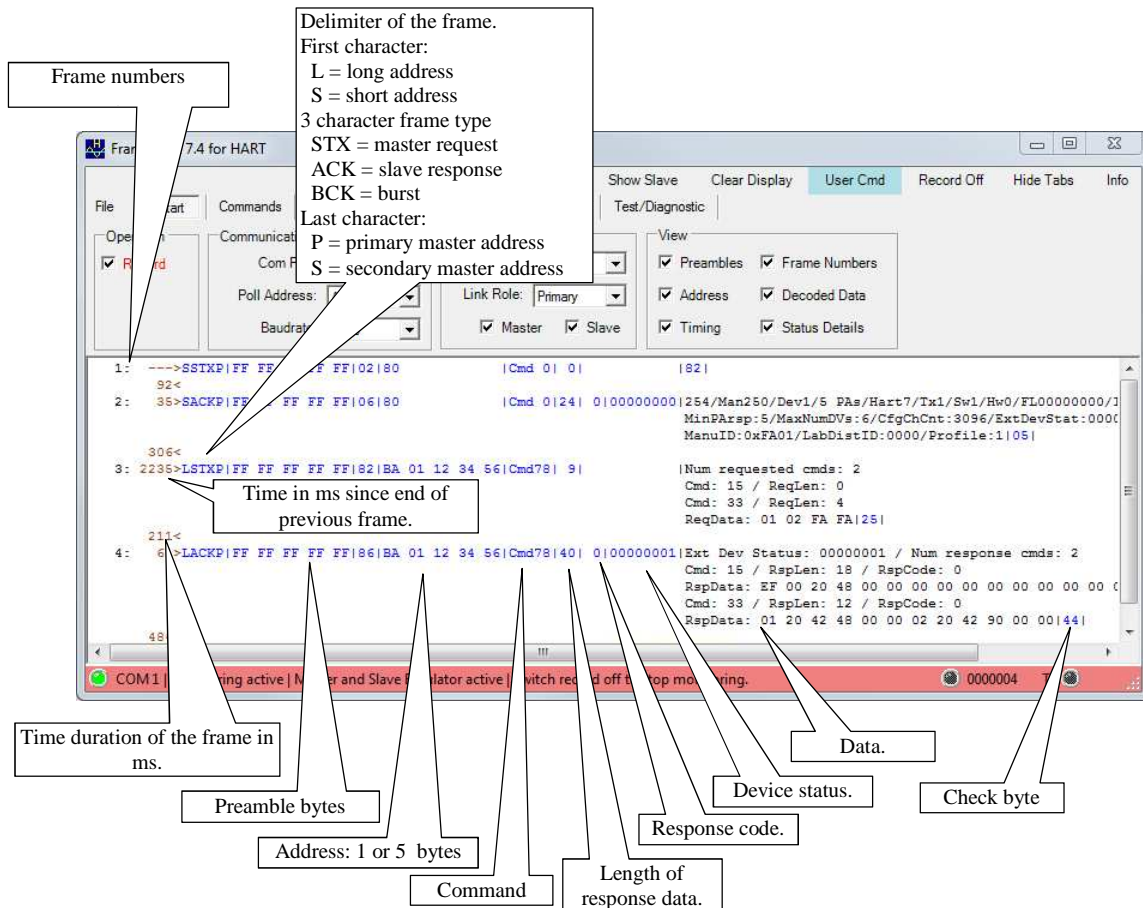 Delimiter of the frame.
First character:
L = long address
S = short address
3 character frame type
STX = master request
ACK = slave response
BCK = burst
Last character:
P = primary master address
S = secondary master address
Frame numbers
7.4 for HART
Show Slave Clear Display User Cmd Record Off Hide Tabs Info
File Commands Test/Diagnostic
View
Poll Address: Link Role: Primary
Master Slave
Preambles Frame Numbers
Address Decoded Data
Timing Status Details
1: --->SSTXP|FF FF FF FF|02|80 |Cmd 0| 0| |82|
92<
2: 35>SACKP|FF FF FF FF FF|06|80 |Cmd 0|24| 0|00000000|254/Man250/Dev1/5 PAs/Hart7/Tx1/Sw1/Hw0/FL00000000/
MinPArsp:5/MaxNumDVs:6/CfgChCnt:3096/ExtDevStat:0000
ManuID:0xFA01/LabDistID:0000/Profile:1|05|
306<
3: 2235>LSTXP|FF FF FF FF FF|82|BA 01 12 34 56|Cmd78| 9| |Num requested cmds: 2
Cmd: 15 / ReqLen: 0
Cmd: 33 / ReqLen: 4
ReqData: 01 02 FA FA|25|
Time in ms since end of
previous frame.
211<
4: >LACKP|FF FF FF FF FF|86|BA 01 12 34 56|Cmd78|40| 0|00000001|Ext Dev Status: 00000001 / Num response cmds: 2
Cmd: 15 / RspLen: 18 / RspCode: 0
RspData: EF 00 20 48 00 00 00 00 00 00 00 00 00
Cmd: 33 / RspLen: 12 / RspCode: 0
RspData: 01 20 42 48 00 00 02 20 42 90 00 00|44|
COM1 active | and Slave active | record off monitoring. 0000004
Time duration of the frame in
ms.
Preamble bytes
Address: 1 or 5 bytes
Command
Length of
response data.
Response code.
Device status.
Data.
Check byte